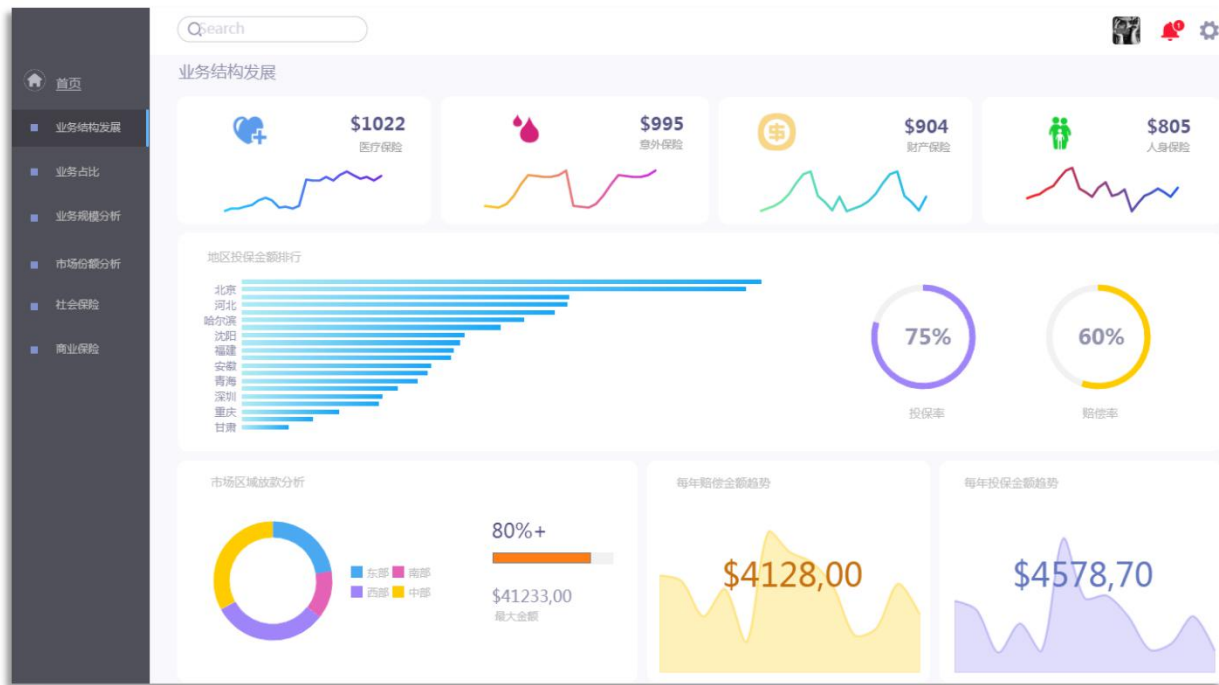 Search
首页
业务结构发展
业务占比
业务规模分析
市场份额分析
社会保险
商业保险
业务结构发展
$1022
医疗保险
$995
意外保险
$904
财产保险
$805
人身保险
地区投保金额排行
北京
河北
哈尔滨
沈阳
福建
安徽
青海
深圳
重庆
甘肃
75%
投保率
60%
赔偿率
市场区域放款分析
东部 南部
西部 中部
80%+
$41233,00
最大金额
每年赔偿金额趋势
$4128,00
每年投保金额趋势
$4578,70